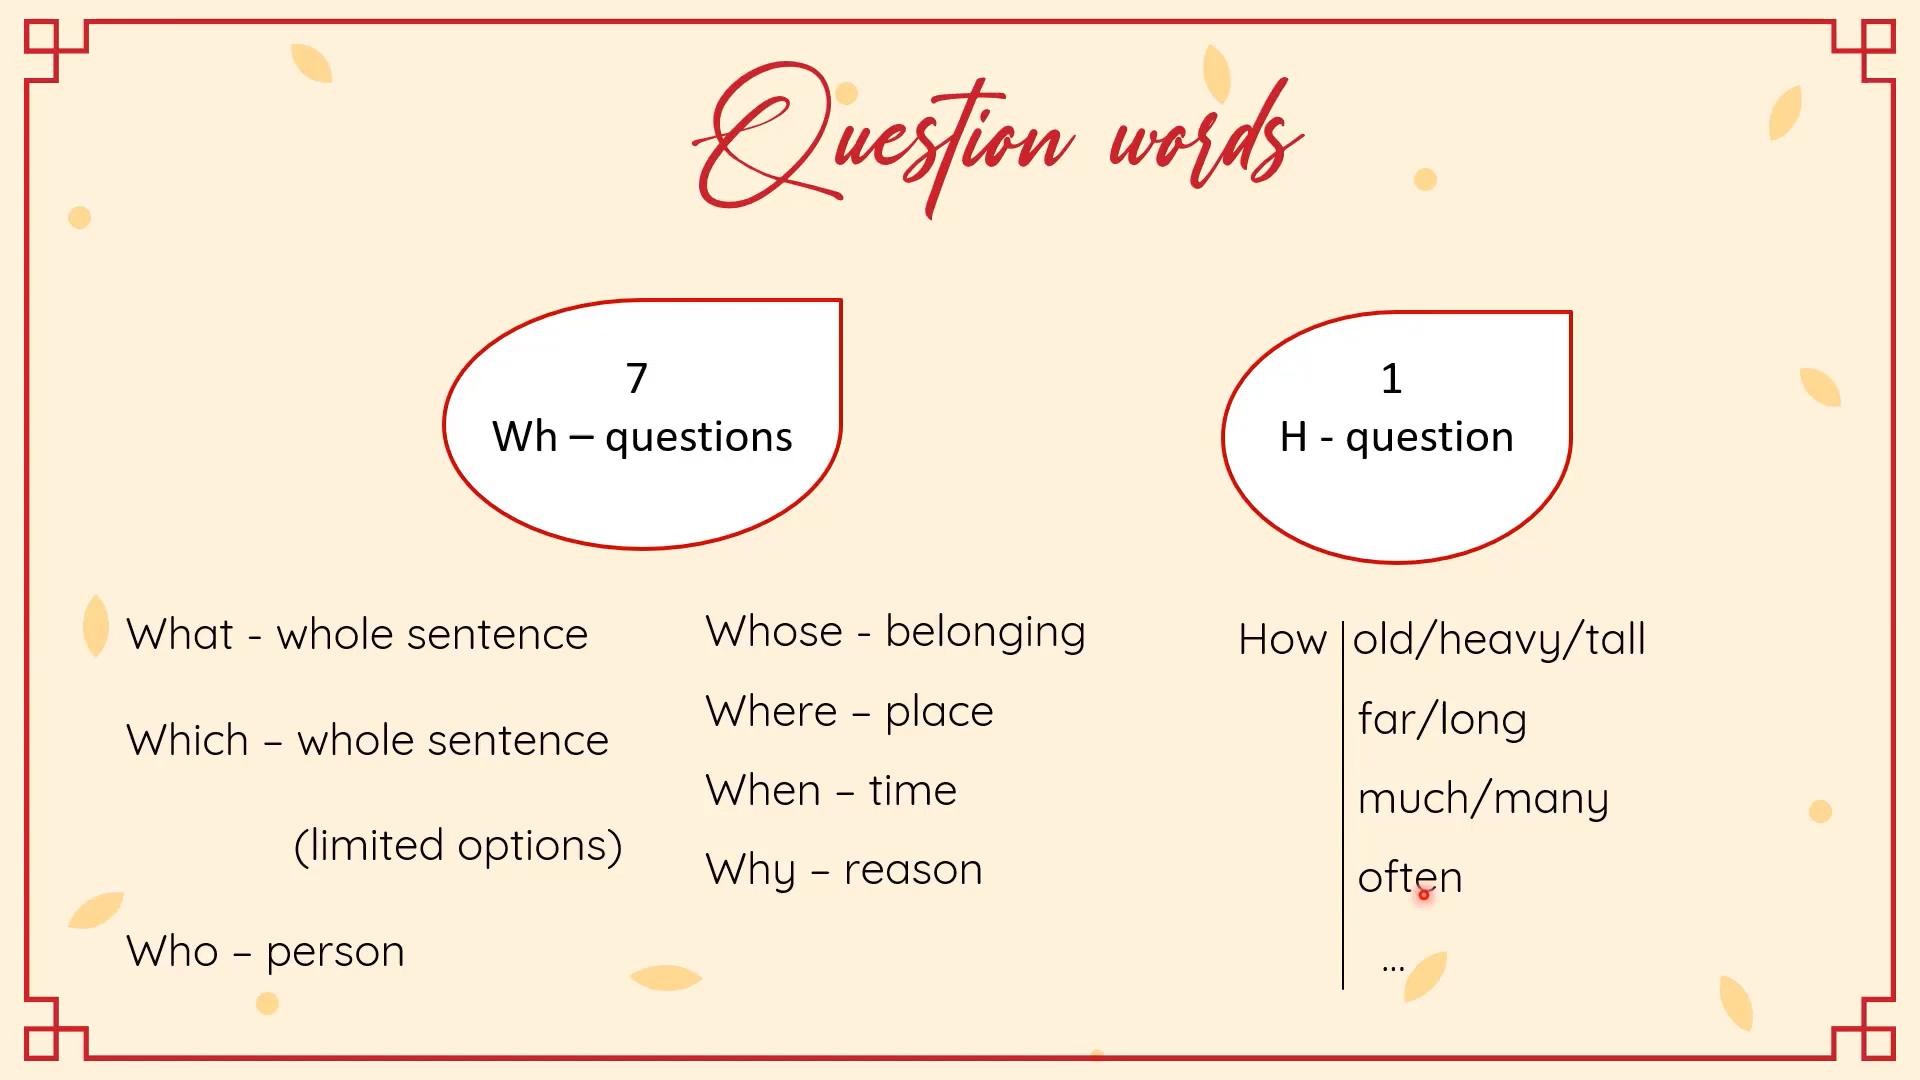 Question words
7
Wh – questions
1
H - question
What - whole sentence
Which – whole sentence
(limited options)
Who – person
Whose - belonging
Where – place
When – time
Why – reason
How old/heavy/tall
far/long
much/many
often
...